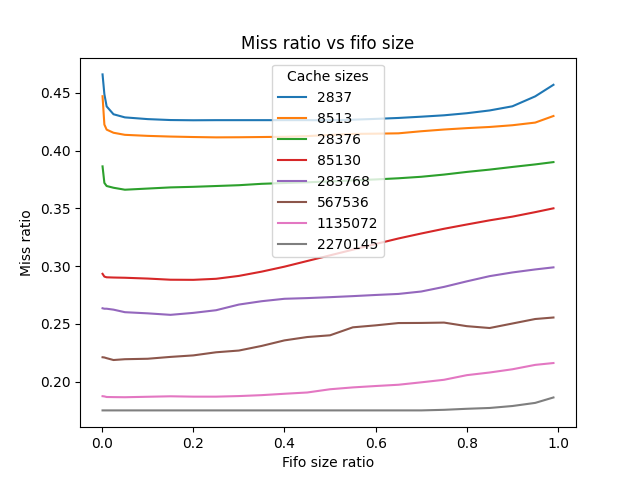 Miss ratio vs fifo size
Cache sizes
2837
8513
28376
85130
283768
567536
1135072
2270145
Miss ratio
0.45
0.40
0.35
0.30
0.25
0.20
0.0 0.2 0.4 0.6 0.8 1.0
Fifo size ratio